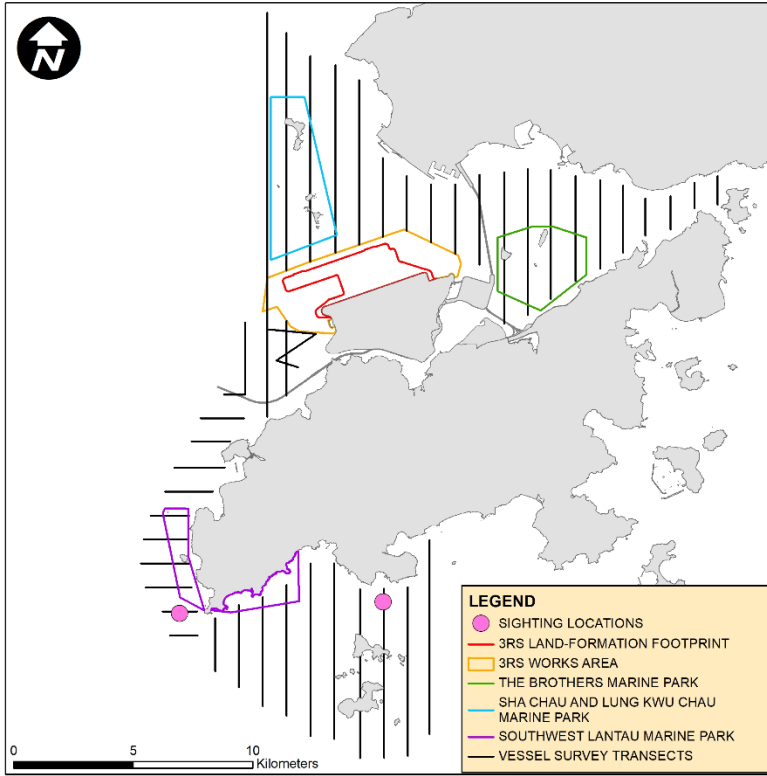 N
LEGEND
SIGHTING LOCATIONS
3RS LAND-FORMATION FOOTPRINT
3RS WORKS AREA
THE BROTHERS MARINE PARK
SHA CHAU AND LUNG KWU CHAU
MARINE PARK
SOUTHWEST LANTAU MARINE PARK
VESSEL SURVEY TRANSECTS
0 5 10
Kilometers